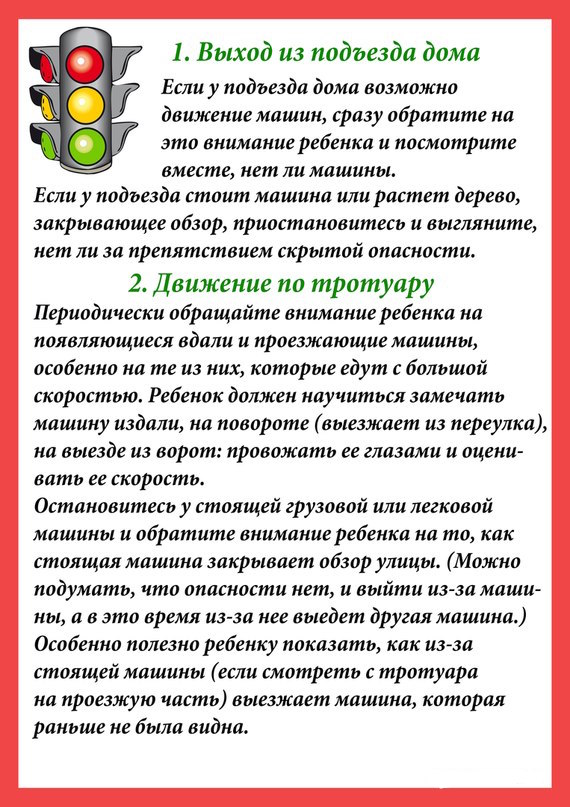 1. Выход из подъезда дома
Если у подъезда дома возможно
движение машин, сразу обратите на
это внимание ребенка и посмотрите
вместе, нет ли машины.
Если у подъезда стоит машина или растет дерево,
закрывающее обзор, приостановитесь и выгляните,
нет ли за препятствием скрытой опасности.
2. Движение по тротуару
Периодически обращайте внимание ребенка на
появляющиеся вдали и проезжающие машины,
особенно на те из них, которые едут с большой
скоростью. Ребенок должен научиться замечать
машину издали, на повороте (выезжает из переулка),
на выезде из ворот: провожать ее глазами и оцени-
вать ее скорость.
Остановитесь у стоящей грузовой или легковой
машины и обратите внимание ребенка на то, как
стоящая машина закрывает обзор улицы. (Можно
подумать, что опасности нет, и выйти из-за маши-
ны, а в это время из-за нее выедет другая машина.)
Особенно полезно ребенку показать, как из-за
стоящей машины (если смотреть с тротуара
на проезжую часть) выезжает машина, которая
раньше не была видна.